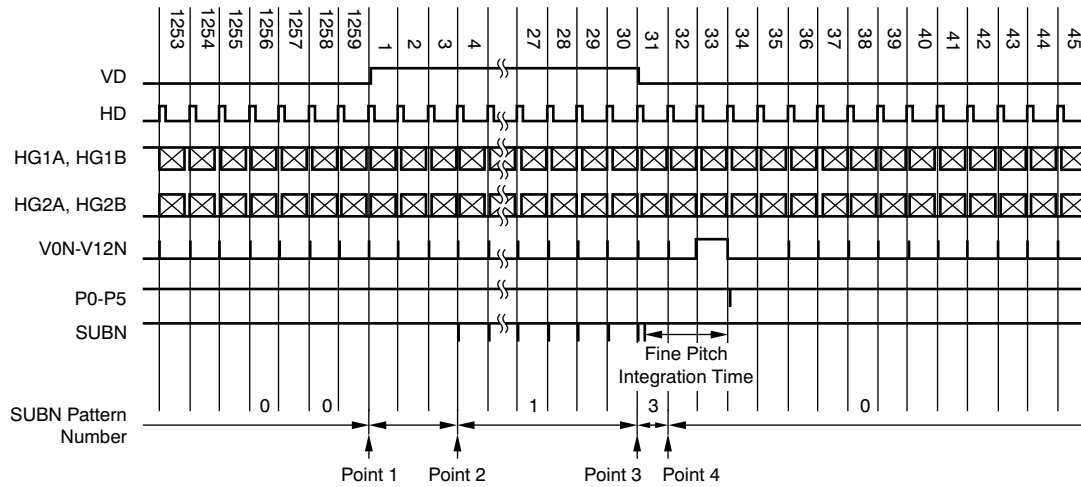 1253 1254 1255 1256 1257 1258 1259 1 2 3 4 27 28 29 30 31 32 33 34 35 36 37 38 39 40 41 42 43 44 45
VD
HD
HG1A, HG1B
HG2A, HG2B
V0N-V12N
P0-P5
SUBN
Fine Pitch
Integration Time
SUBN Pattern
Number
0 0 1 3 0
Point 1 Point 2 Point 3 Point 4